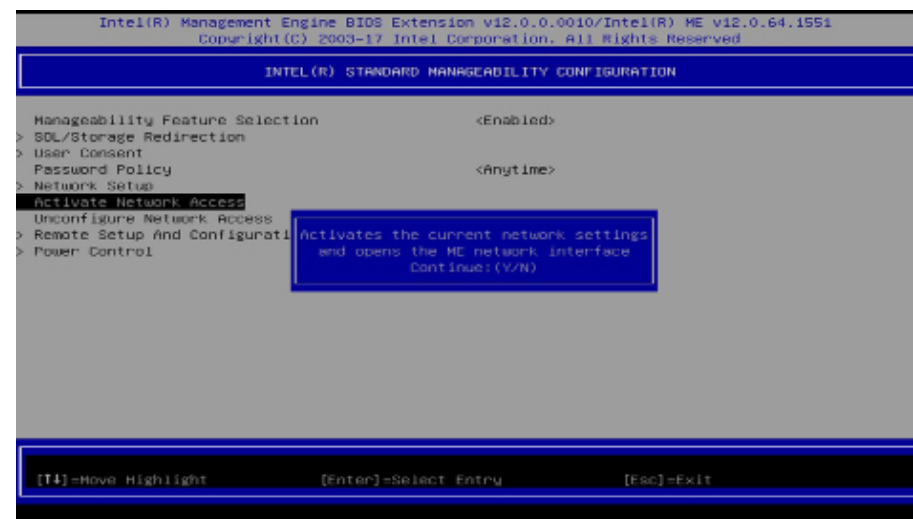 Intel(R) Management Engine BIOS Extension v12.0.0.0010/Intel(R) ME v12.0.64.1551
Copyright(C) 2003-17 Intel Corporation. All Rights Reserved
INTEL(R) STANDARD MANAGEABILITY CONFIGURATION
Manageability Feature Selection <Enabled>
> SOL/Storage Redirection
> User Consent
Password Policy <Anytime>
> Network Setup
Activate Network Access
Unconfigure Network Access
> Remote Setup And Configurati
> Power Control
Activates the current network settings
and opens the ME network interface
Continue:(Y/N)
[↑↓]=Move Highlight [Enter]=Select Entry [Esc]=Exit